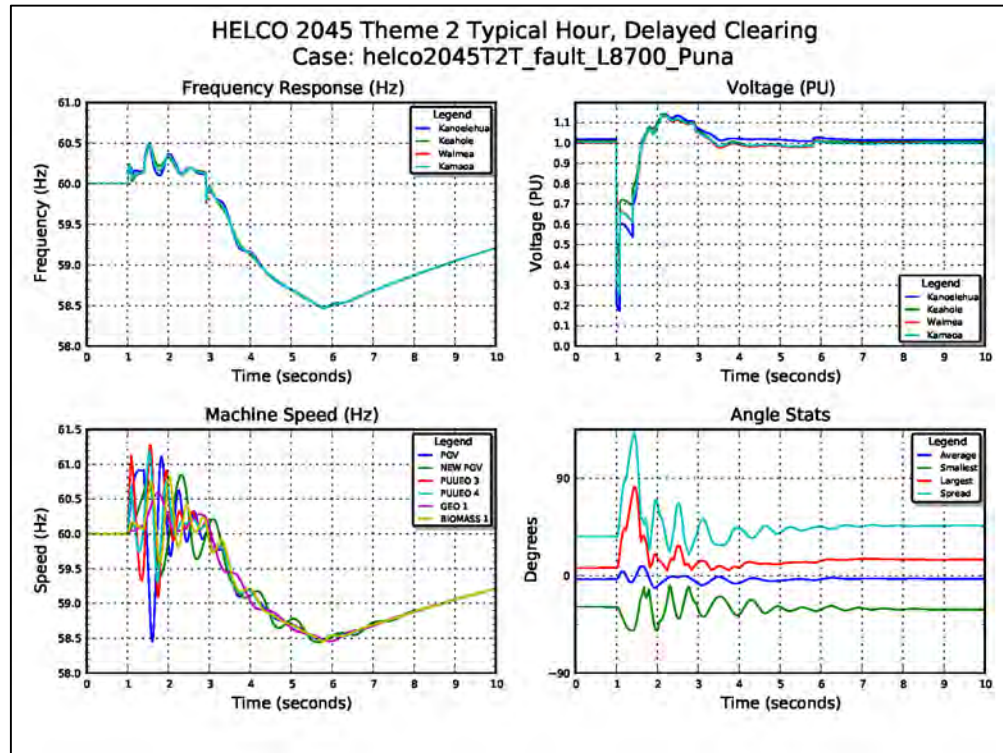 HELCO 2045 Theme 2 Typical Hour, Delayed Clearing
Case: helco2045T2T_fault_L8700_Puna
Frequency Response (Hz)
61.0
60.5
60.0
59.5
59.0
58.5
58.0
Frequency (Hz)
Legend
Kanoelehua
Keahole
Waimea
Kamaoa
0 1 2 3 4 5 6 7 8 9 10
Time (seconds)
Voltage (PU)
1.1
1.0
0.9
0.8
0.7
0.6
0.5
0.4
0.3
0.2
0.1
0.0
Voltage (PU)
Legend
Kanoelehua
Keahole
Waimea
Kamaoa
0 1 2 3 4 5 6 7 8 9 10
Time (seconds)
Machine Speed (Hz)
61.5
61.0
60.5
60.0
59.5
59.0
58.5
58.0
Speed (Hz)
Legend
PGV
NEW PGV
PUUEO 3
PUUEO 4
GEO 1
BIOMASS 1
0 1 2 3 4 5 6 7 8 9 10
Time (seconds)
Angle Stats
90
0
-90
Degrees
Legend
Average
Smallest
Largest
Spread
0 1 2 3 4 5 6 7 8 9 10
Time (seconds)